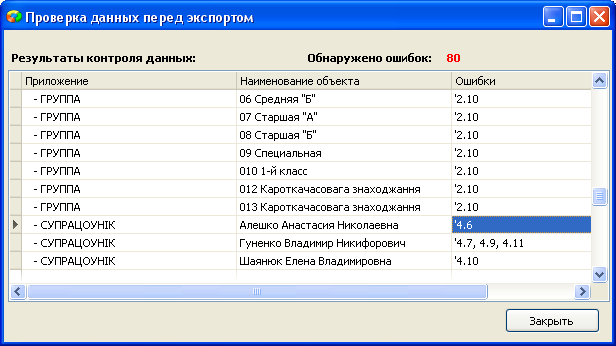 Проверка данных перед экспортом
Результаты контроля данных: Обнаружено ошибок: 80
Приложение Наименование объекта Ошибки
- ГРУППА 06 Средняя "Б" '2.10
- ГРУППА 07 Старшая "А" '2.10
- ГРУППА 08 Старшая "Б" '2.10
- ГРУППА 09 Специальная '2.10
- ГРУППА 010 1-й класс '2.10
- ГРУППА 012 Кароткачасовага знаходжання '2.10
- ГРУППА 013 Кароткачасовага знаходжання '2.10
- СУПРАЦОУНІК Алешко Анастасия Николаевна '4.6
- СУПРАЦОУНІК Гуненко Владимир Никифорович '4.7, 4.9, 4.11
- СУПРАЦОУНІК Шаянюк Елена Владимировна '4.10
Закрыть